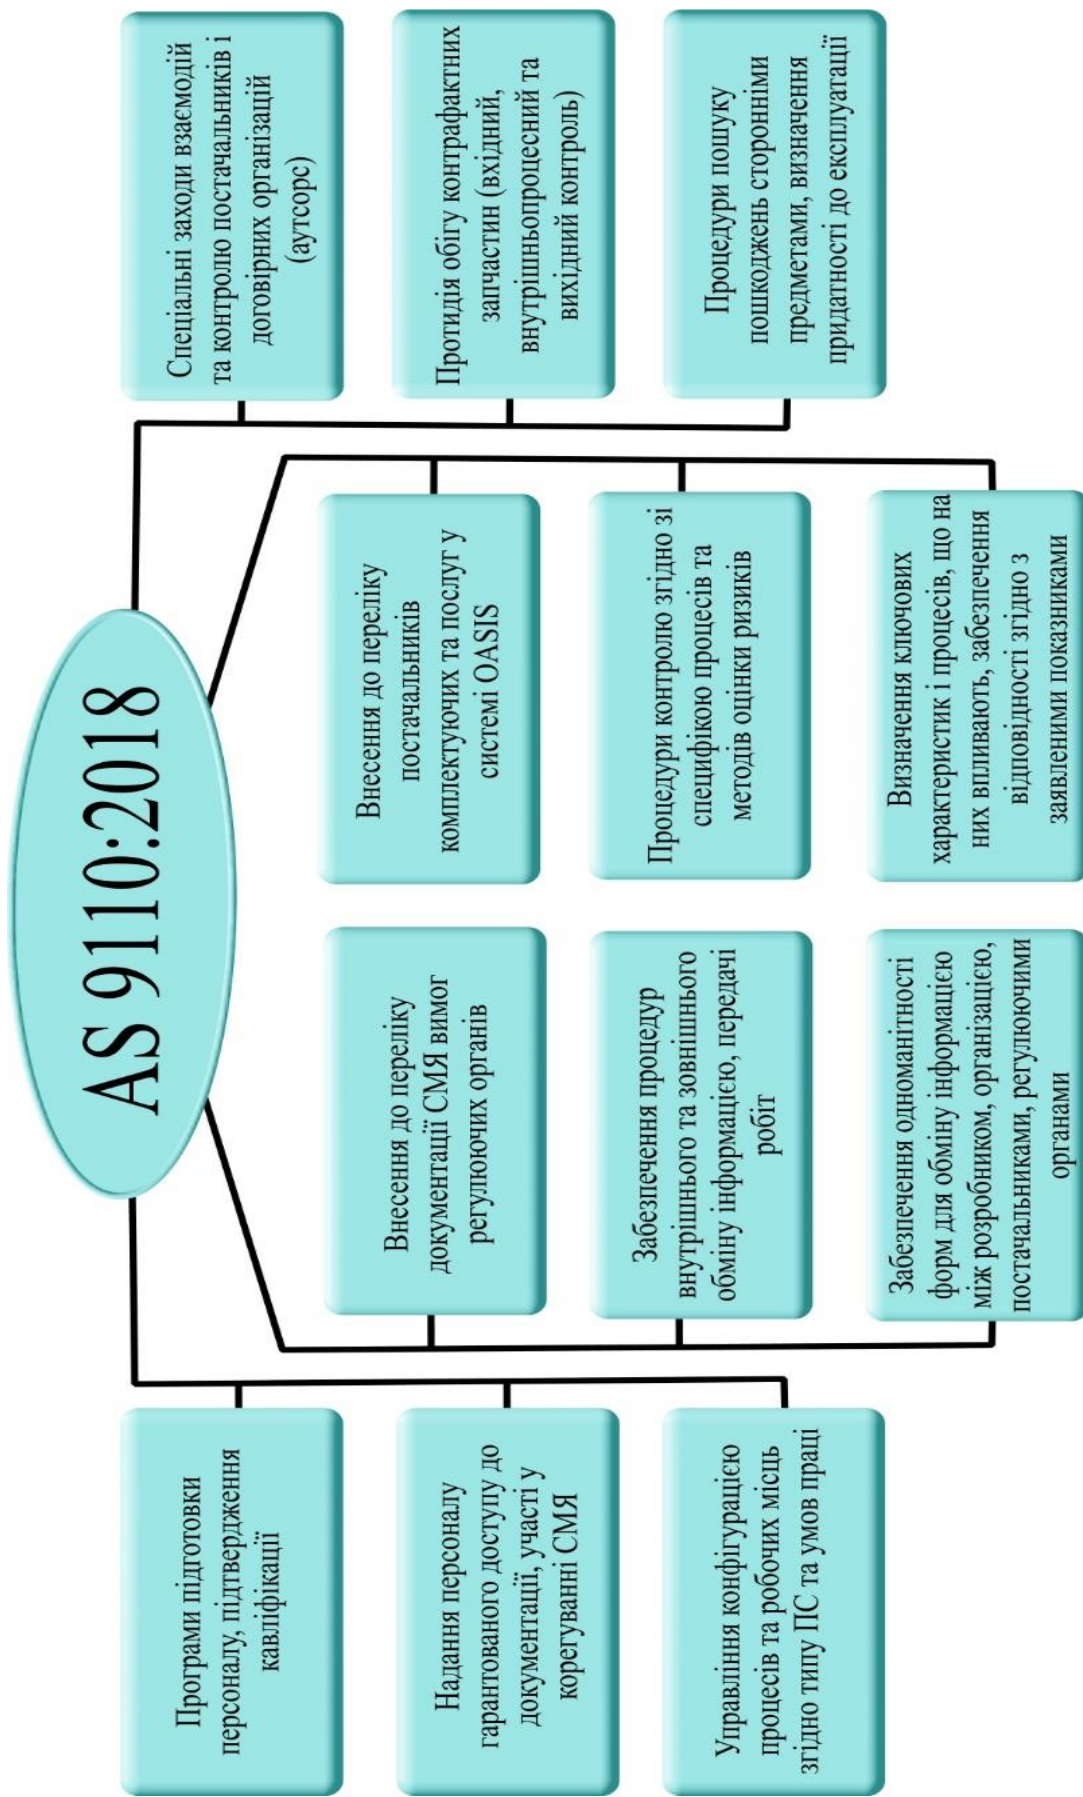 AS 9110:2018
Програми підготовки
персоналу, підтвердження
кавліфікації
Надання персоналу
гарантованого доступу до
документації, участі у
корегуванні СМЯ
Управління конфігурацією
процесів та робочих місць
згідно типу ПС та умов праці
Внесення до переліку
документації СМЯ вимог
регулюючих органів
Забезпечення процедур
внутрішнього та зовнішнього
обміну інформацією, передачі
робіт
Забезпечення одноманітності
форм для обміну інформацією
між розробником, організацією,
постачальниками, регулюючими
органами
Внесення до переліку
постачальників
комплектуючих та послуг у
системі OASIS
Процедури контролю згідно зі
специфікою процесів та
методів оцінки ризиків
Визначення ключових
характеристик і процесів, що на
них впливають, забезпечення
відповідності згідно з
заявленими показниками
Спеціальні заходи взаємодій
та контролю постачальників і
договірних організацій
(аутсорс)
Протидія обігу контрафактних
запчастин (вхідний,
внутрішньопроцесний та
вихідний контроль)
Процедури пошуку
пошкоджень сторонніми
предметами, визначення
придатності до експлуатації